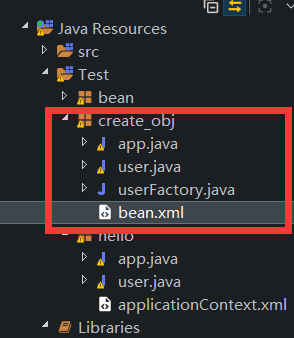 Java Resources
src
Test
bean
create_obj
app.java
user.java
userFactory.java
bean.xml
hello
app.java
user.java
applicationContext.xml
Libraries